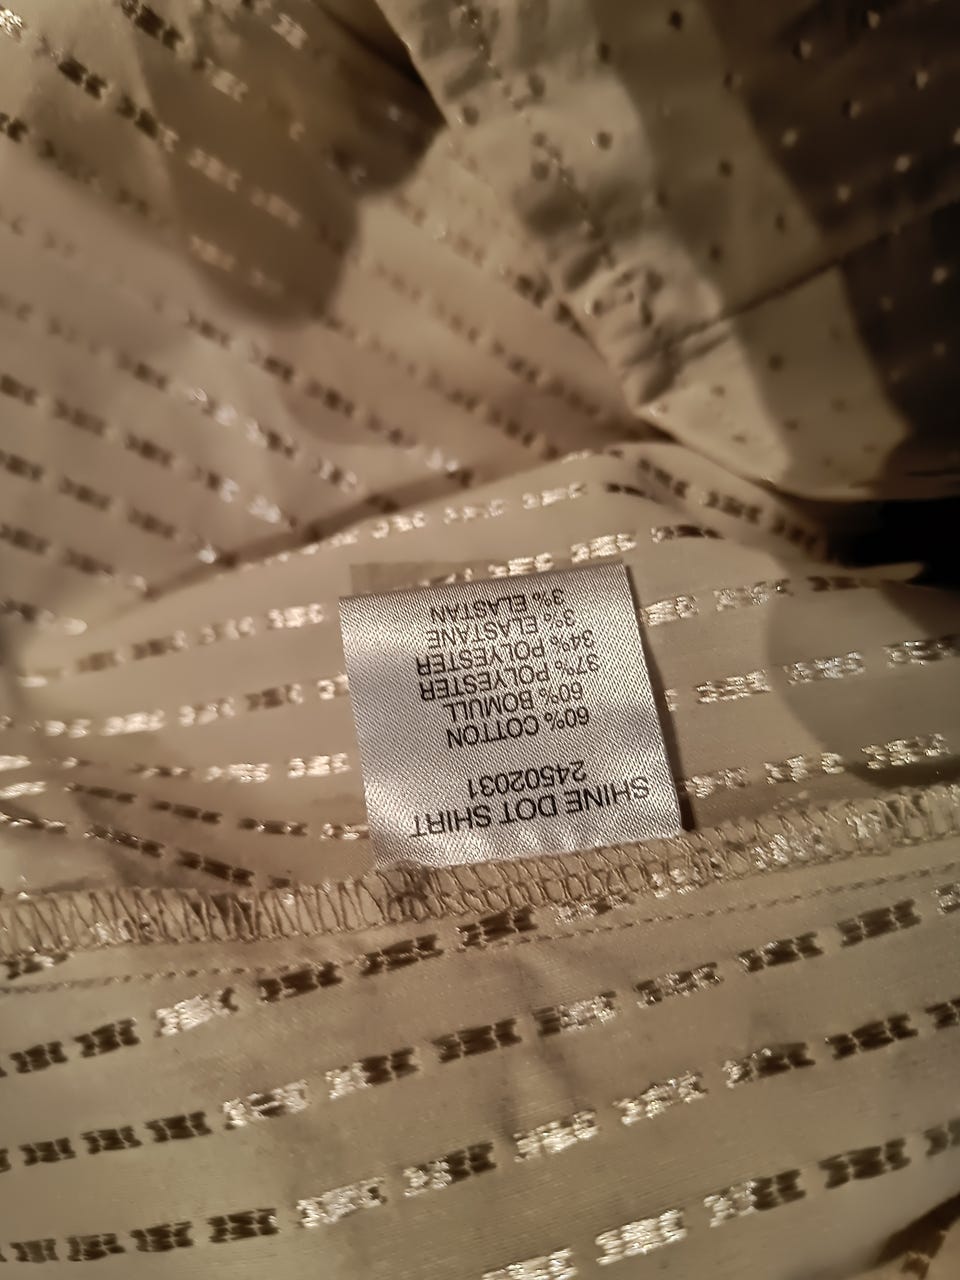 SHINE DOT SHIRT
24502031
60% COTTON
60% BOMULL
37% POLYESTER
34% POLYESTER
3% ELASTANE
3% ELASTAN